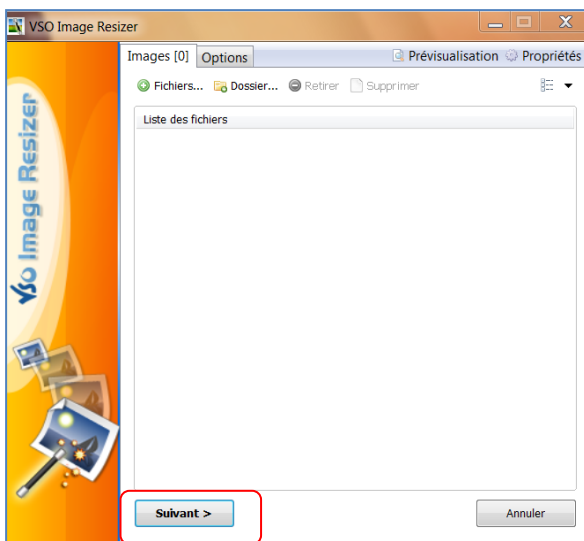 VSO Image Resizer
Images [0] Options Prévisualisation Propriétés
Fichiers... Dossier... Retirer Supprimer
Liste des fichiers
VSO Image Resizer
Suivant > Annuler